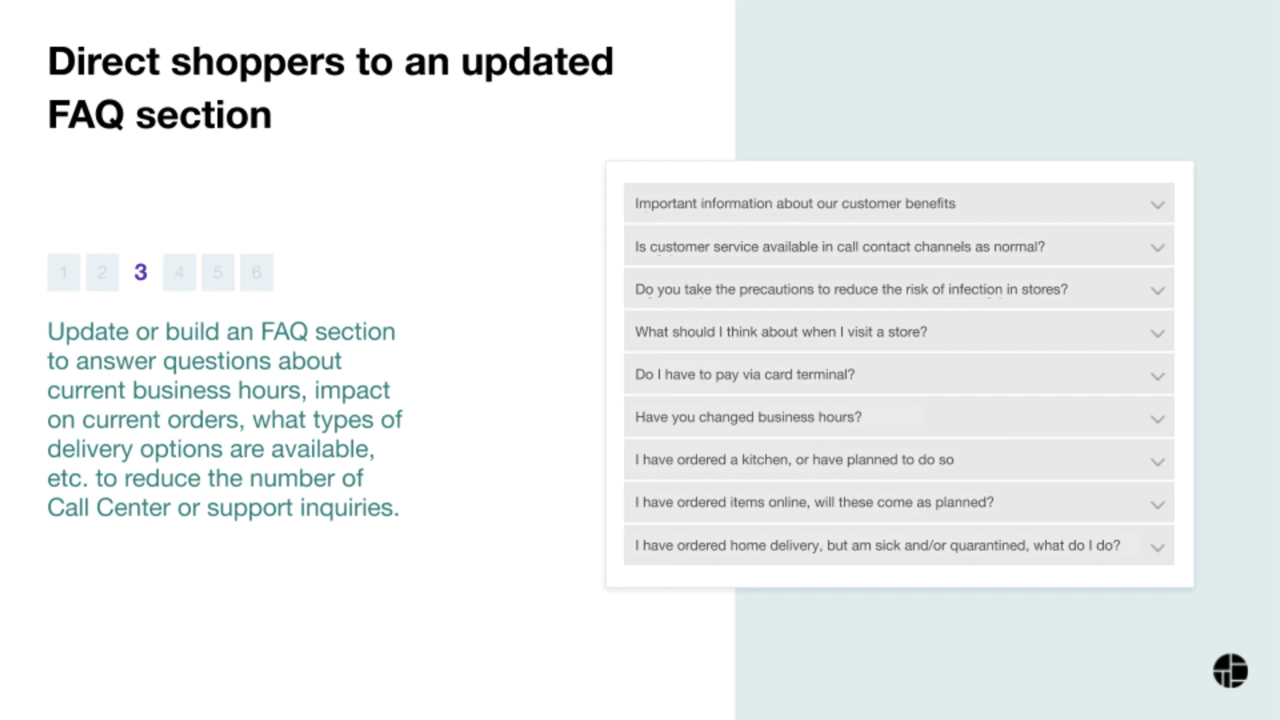 Direct shoppers to an updated
FAQ section
1 2 3 4 5 6
Update or build an FAQ section
to answer questions about
current business hours, impact
on current orders, what types of
delivery options are available,
etc. to reduce the number of
Call Center or support inquiries.
Important information about our customer benefits
Is customer service available in call contact channels as normal?
Do you take the precautions to reduce the risk of infection in stores?
What should I think about when I visit a store?
Do I have to pay via card terminal?
Have you changed business hours?
I have ordered a kitchen, or have planned to do so
I have ordered items online, will these come as planned?
I have ordered home delivery, but am sick and/or quarantined, what do I do?